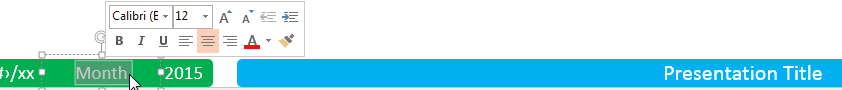 Calibri (E 12
B I U A
‹#›/xx Month 2015 Presentation Title